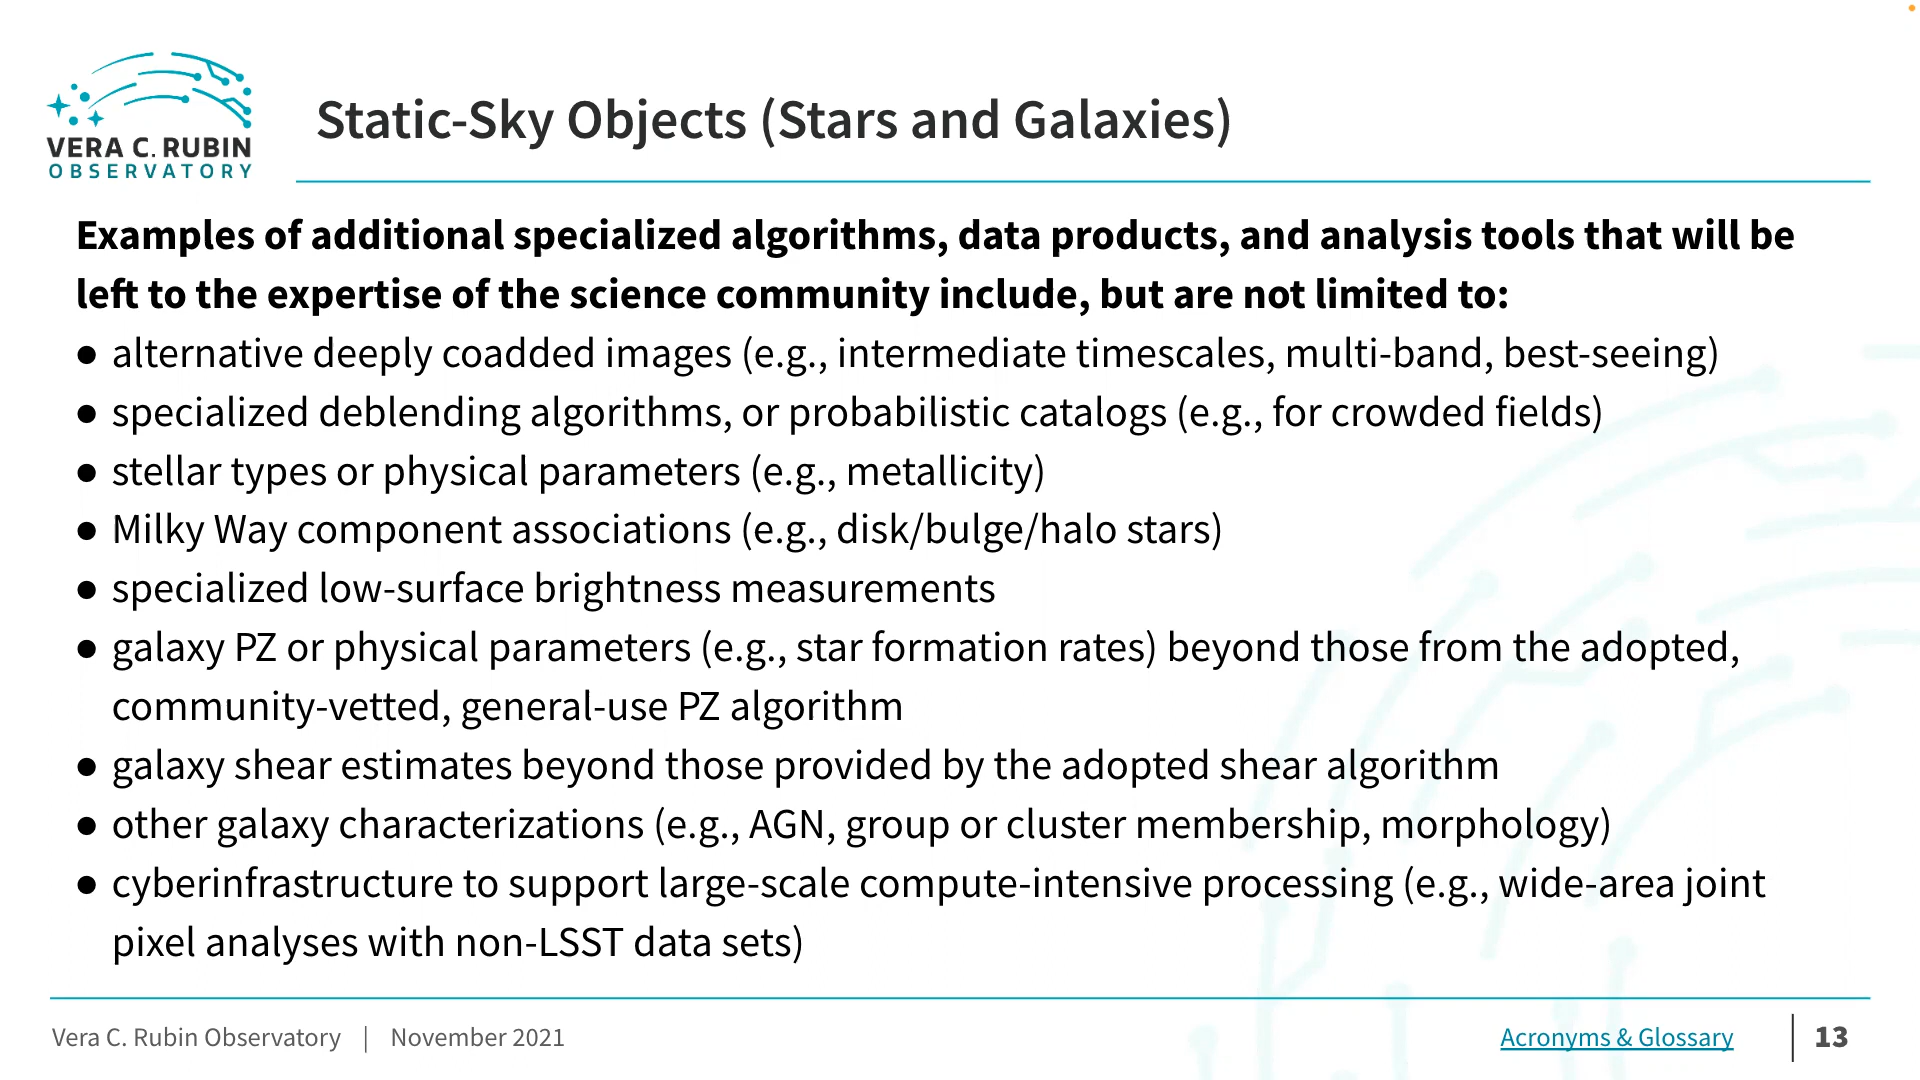 VERA C. RUBIN
OBSERVATORY
Static-Sky Objects (Stars and Galaxies)
Examples of additional specialized algorithms, data products, and analysis tools that will be
left to the expertise of the science community include, but are not limited to:
● alternative deeply coadded images (e.g., intermediate timescales, multi-band, best-seeing)
● specialized deblending algorithms, or probabilistic catalogs (e.g., for crowded fields)
● stellar types or physical parameters (e.g., metallicity)
● Milky Way component associations (e.g., disk/bulge/halo stars)
● specialized low-surface brightness measurements
● galaxy PZ or physical parameters (e.g., star formation rates) beyond those from the adopted,
community-vetted, general-use PZ algorithm
● galaxy shear estimates beyond those provided by the adopted shear algorithm
● other galaxy characterizations (e.g., AGN, group or cluster membership, morphology)
● cyberinfrastructure to support large-scale compute-intensive processing (e.g., wide-area joint
pixel analyses with non-LSST data sets)
Vera C. Rubin Observatory | November 2021
Acronyms & Glossary
13